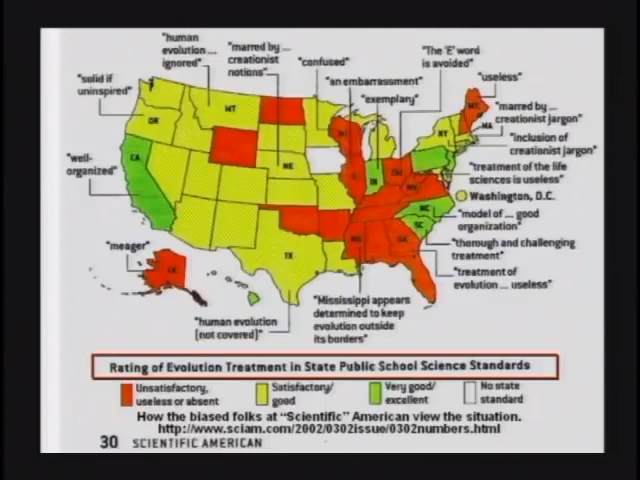 "human
evolution ...
ignored"
"marred by ...
creationist
notions"
"confused"
"The 'E' word
is avoided"
"solid if
uninspired"
"an embarrassment"
"exemplary"
"useless"
"marred by ...
creationist jargon"
"inclusion of
creationist jargon"
"treatment of the life
sciences is useless"
Washington, D.C.
"model of ... good
organization"
"thorough and challenging
treatment"
"treatment of
evolution ... useless"
"well-
organized"
"meager"
"human evolution
[not covered]"
"Mississippi appears
determined to keep
evolution outside
its borders"
OR
MT
CA
NE
TX
WI
IL
IN
OH
KY
NY
ME
MA
NC
SC
GA
MS
AK
Rating of Evolution Treatment in State Public School Science Standards
Unsatisfactory,
useless or absent
Satisfactory/
good
Very good/
excellent
No state
standard
How the biased folks at "Scientific" American view the situation.
http://www.sciam.com/2002/0302issue/0302numbers.html
30 SCIENTIFIC AMERICAN